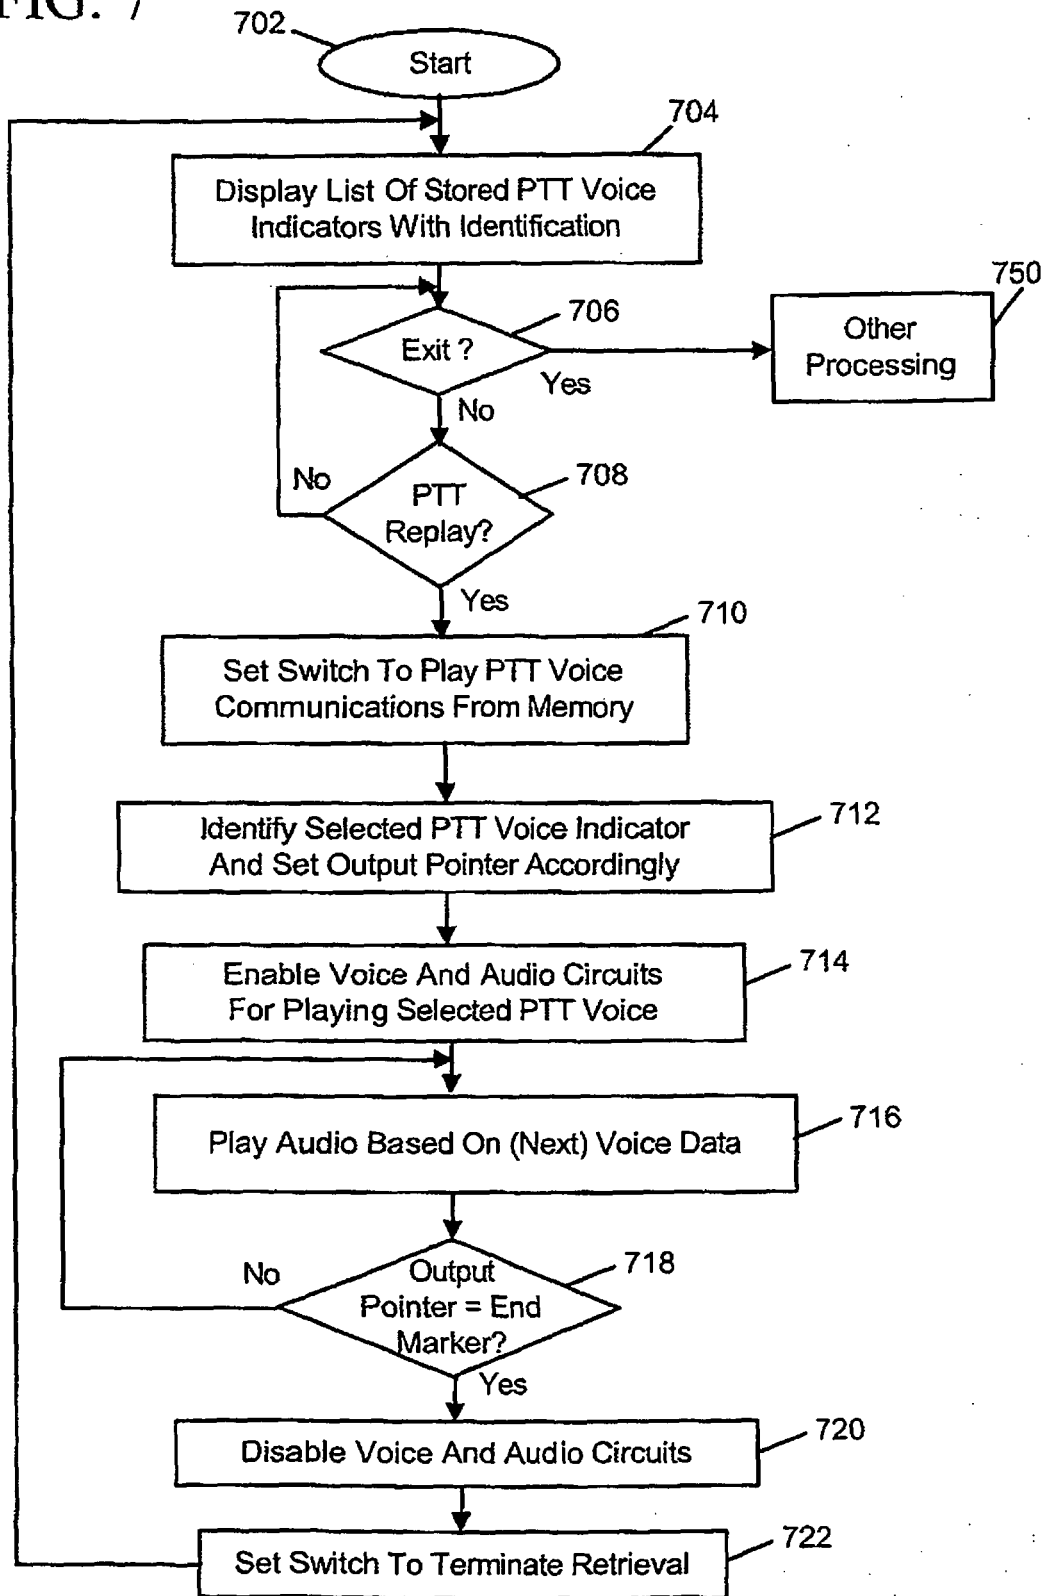 FIG. 7
702
Start
704
Display List Of Stored PTT Voice
Indicators With Identification
706
Exit ?
Yes
No
750
Other
Processing
708
PTT
Replay?
No
Yes
710
Set Switch To Play PTT Voice
Communications From Memory
712
Identify Selected PTT Voice Indicator
And Set Output Pointer Accordingly
714
Enable Voice And Audio Circuits
For Playing Selected PTT Voice
716
Play Audio Based On (Next) Voice Data
718
No
Output
Pointer = End
Marker?
Yes
720
Disable Voice And Audio Circuits
722
Set Switch To Terminate Retrieval